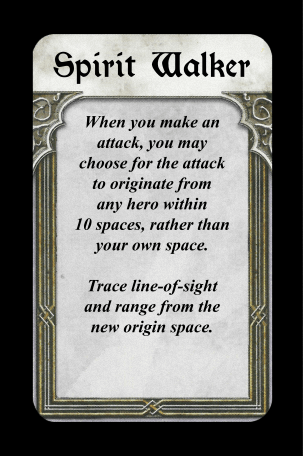 Spirit Walker
When you make an
attack, you may
choose for the attack
to originate from
any hero within
10 spaces, rather than
your own space.
Trace line-of-sight
and range from the
new origin space.